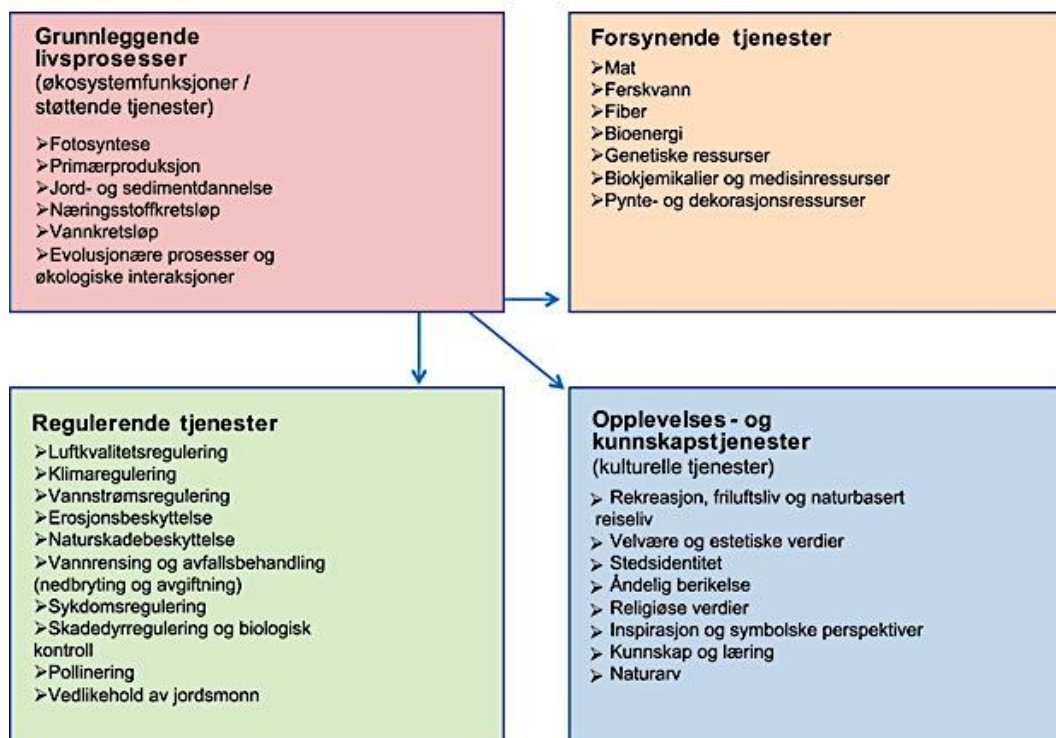 Grunnleggende
livsprosesser
(økosystemfunksjoner /
støttende tjenester)
➢Fotosyntese
➢Primærproduksjon
➢Jord- og sedimentdannelse
➢Næringsstoffkretsløp
➢Vannkretsløp
➢Evolusjonære prosesser og
økologiske interaksjoner
Forsynende tjenester
➢Mat
➢Ferskvann
➢Fiber
➢Bioenergi
➢Genetiske ressurser
➢Biokjemikalier og medisinressurser
➢Pynte- og dekorasjonsressurser
Regulerende tjenester
➢Luftkvalitetsregulering
➢Klimaregulering
➢Vannstrømsregulering
➢Erosjonsbeskyttelse
➢Naturskadebeskyttelse
➢Vannrensing og avfallsbehandling
(nedbryting og avgiftning)
➢Sykdomsregulering
➢Skadedyrregulering og biologisk
kontroll
➢Pollinering
➢Vedlikehold av jordsmonn
Opplevelses - og
kunnskapstjenester
(kulturelle tjenester)
➢ Rekreasjon, friluftsliv og naturbasert
reiseliv
➢ Velvære og estetiske verdier
➢ Stedsidentitet
➢ Åndelig berikelse
➢ Religiøse verdier
➢ Inspirasjon og symbolske perspektiver
➢ Kunnskap og læring
➢ Naturarv